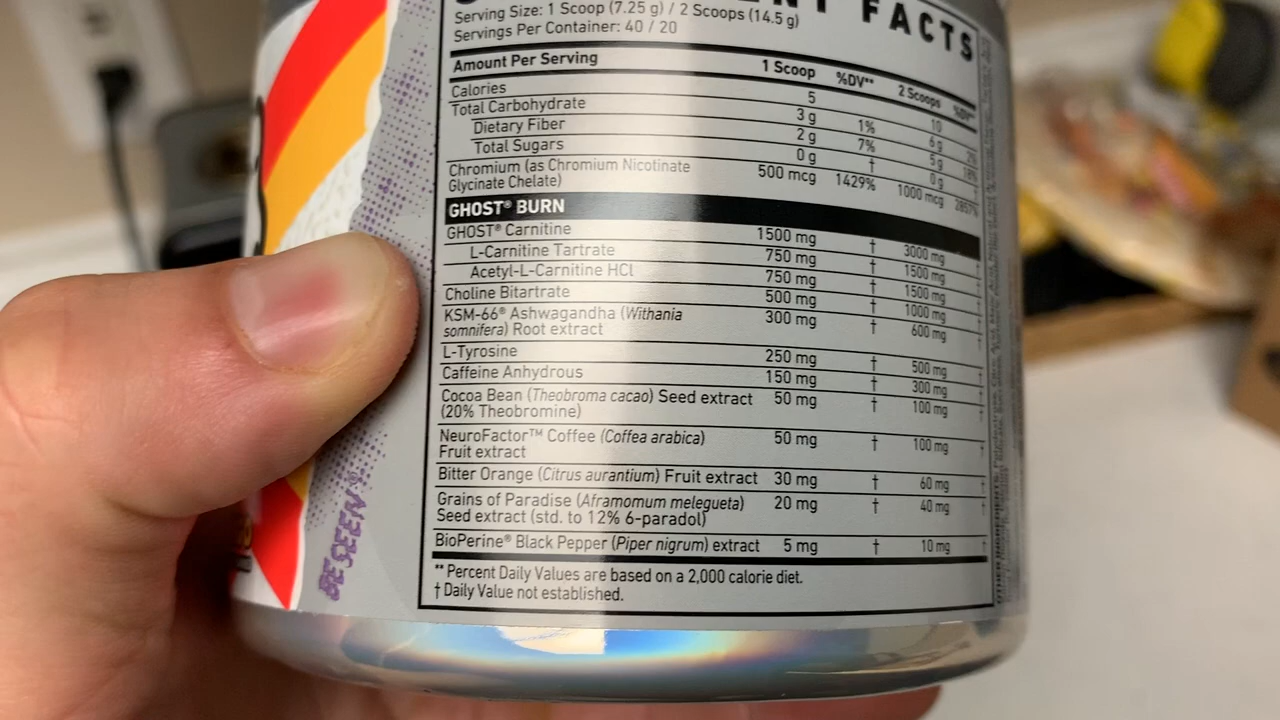 FACTS
Serving Size: 1 Scoop (7.25 g) / 2 Scoops (14.5 g)
Servings Per Container: 40 / 20
Amount Per Serving 1 Scoop %DV** 2 Scoops %DV**
Calories 5 10
Total Carbohydrate 3 g 1% 6 g 2%
Dietary Fiber 2 g 7% 5 g 18%
Total Sugars 0 g † 0 g †
Chromium (as Chromium Nicotinate
Glycinate Chelate) 500 mcg 1429% 1000 mcg 2857%
GHOST® BURN
GHOST® Carnitine 1500 mg † 3000 mg †
L-Carnitine Tartrate 750 mg † 1500 mg †
Acetyl-L-Carnitine HCl 750 mg † 1500 mg †
Choline Bitartrate 500 mg † 1000 mg †
KSM-66® Ashwagandha (Withania
somnifera) Root extract 300 mg † 600 mg †
L-Tyrosine 250 mg † 500 mg †
Caffeine Anhydrous 150 mg † 300 mg †
Cocoa Bean (Theobroma cacao) Seed extract
(20% Theobromine) 50 mg † 100 mg †
NeuroFactor™ Coffee (Coffea arabica)
Fruit extract 50 mg † 100 mg †
Bitter Orange (Citrus aurantium) Fruit extract 30 mg † 60 mg †
Grains of Paradise (Aframomum melegueta)
Seed extract (std. to 12% 6-paradol) 20 mg † 40 mg †
BioPerine® Black Pepper (Piper nigrum) extract 5 mg † 10 mg †
** Percent Daily Values are based on a 2,000 calorie diet.
† Daily Value not established.
BE SEEN
OTHER INGREDIENTS: